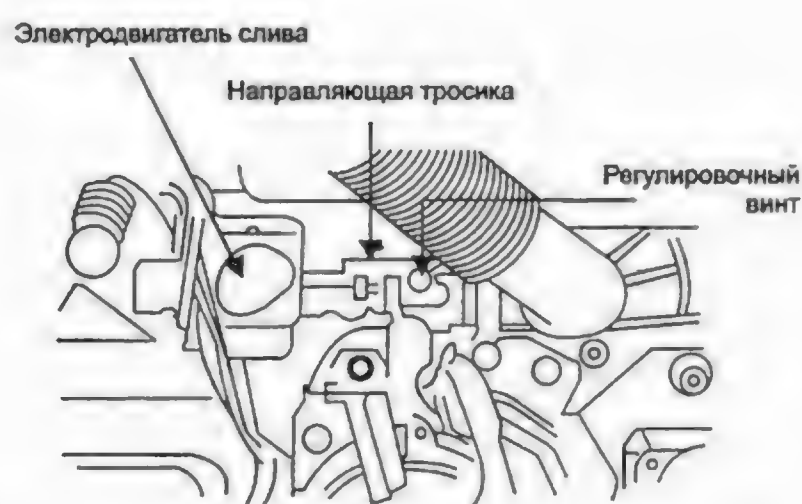 Электродвигатель слива
Направляющая тросика
Регулировочный
винт